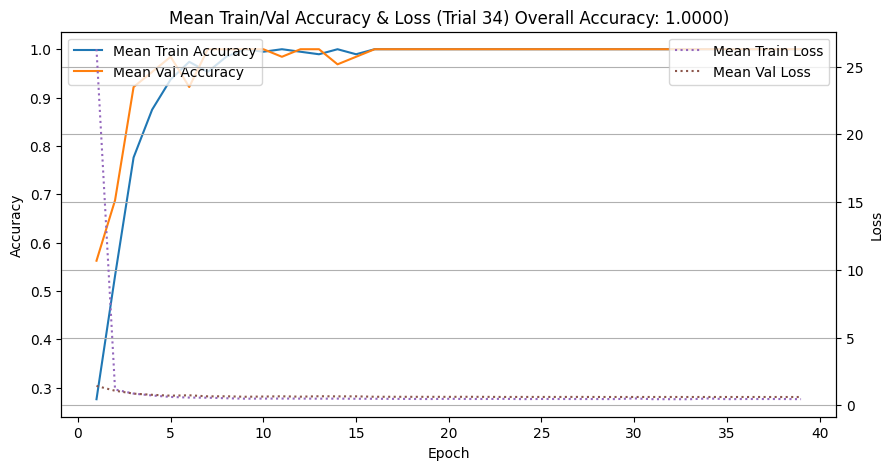 Mean Train/Val Accuracy & Loss (Trial 34) Overall Accuracy: 1.0000)
Mean Train Accuracy
Mean Val Accuracy
Mean Train Loss
Mean Val Loss
Accuracy
1.0
0.9
0.8
0.7
0.6
0.5
0.4
0.3
25
20
15
10
5
0
Loss
0 5 10 15 20 25 30 35 40
Epoch